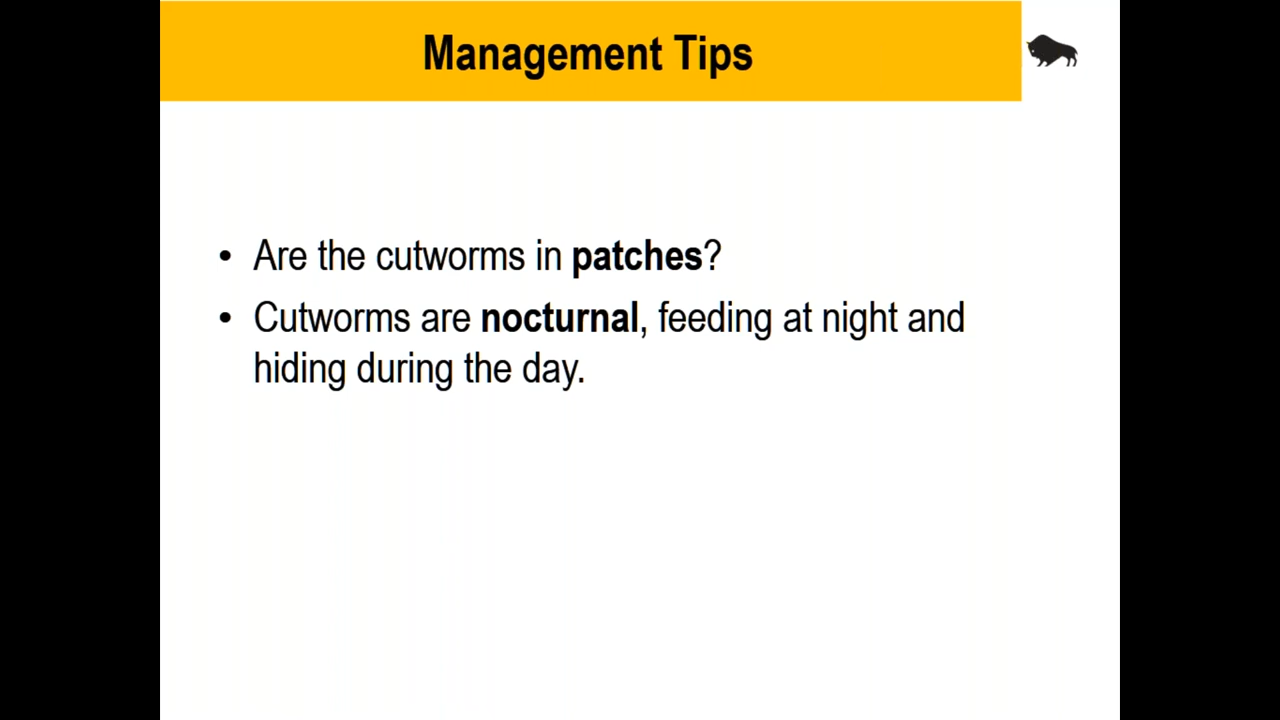 Management Tips
• Are the cutworms in patches?
• Cutworms are nocturnal, feeding at night and
hiding during the day.